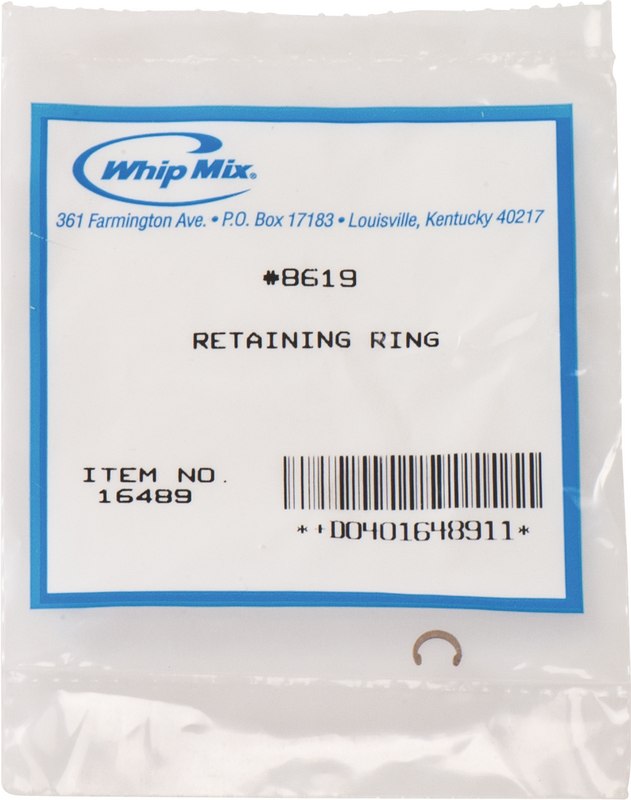 Whip Mix®
361 Farmington Ave. • P.O. Box 17183 • Louisville, Kentucky 40217
#8619
RETAINING RING
ITEM NO.
16489
*+D0401648911*